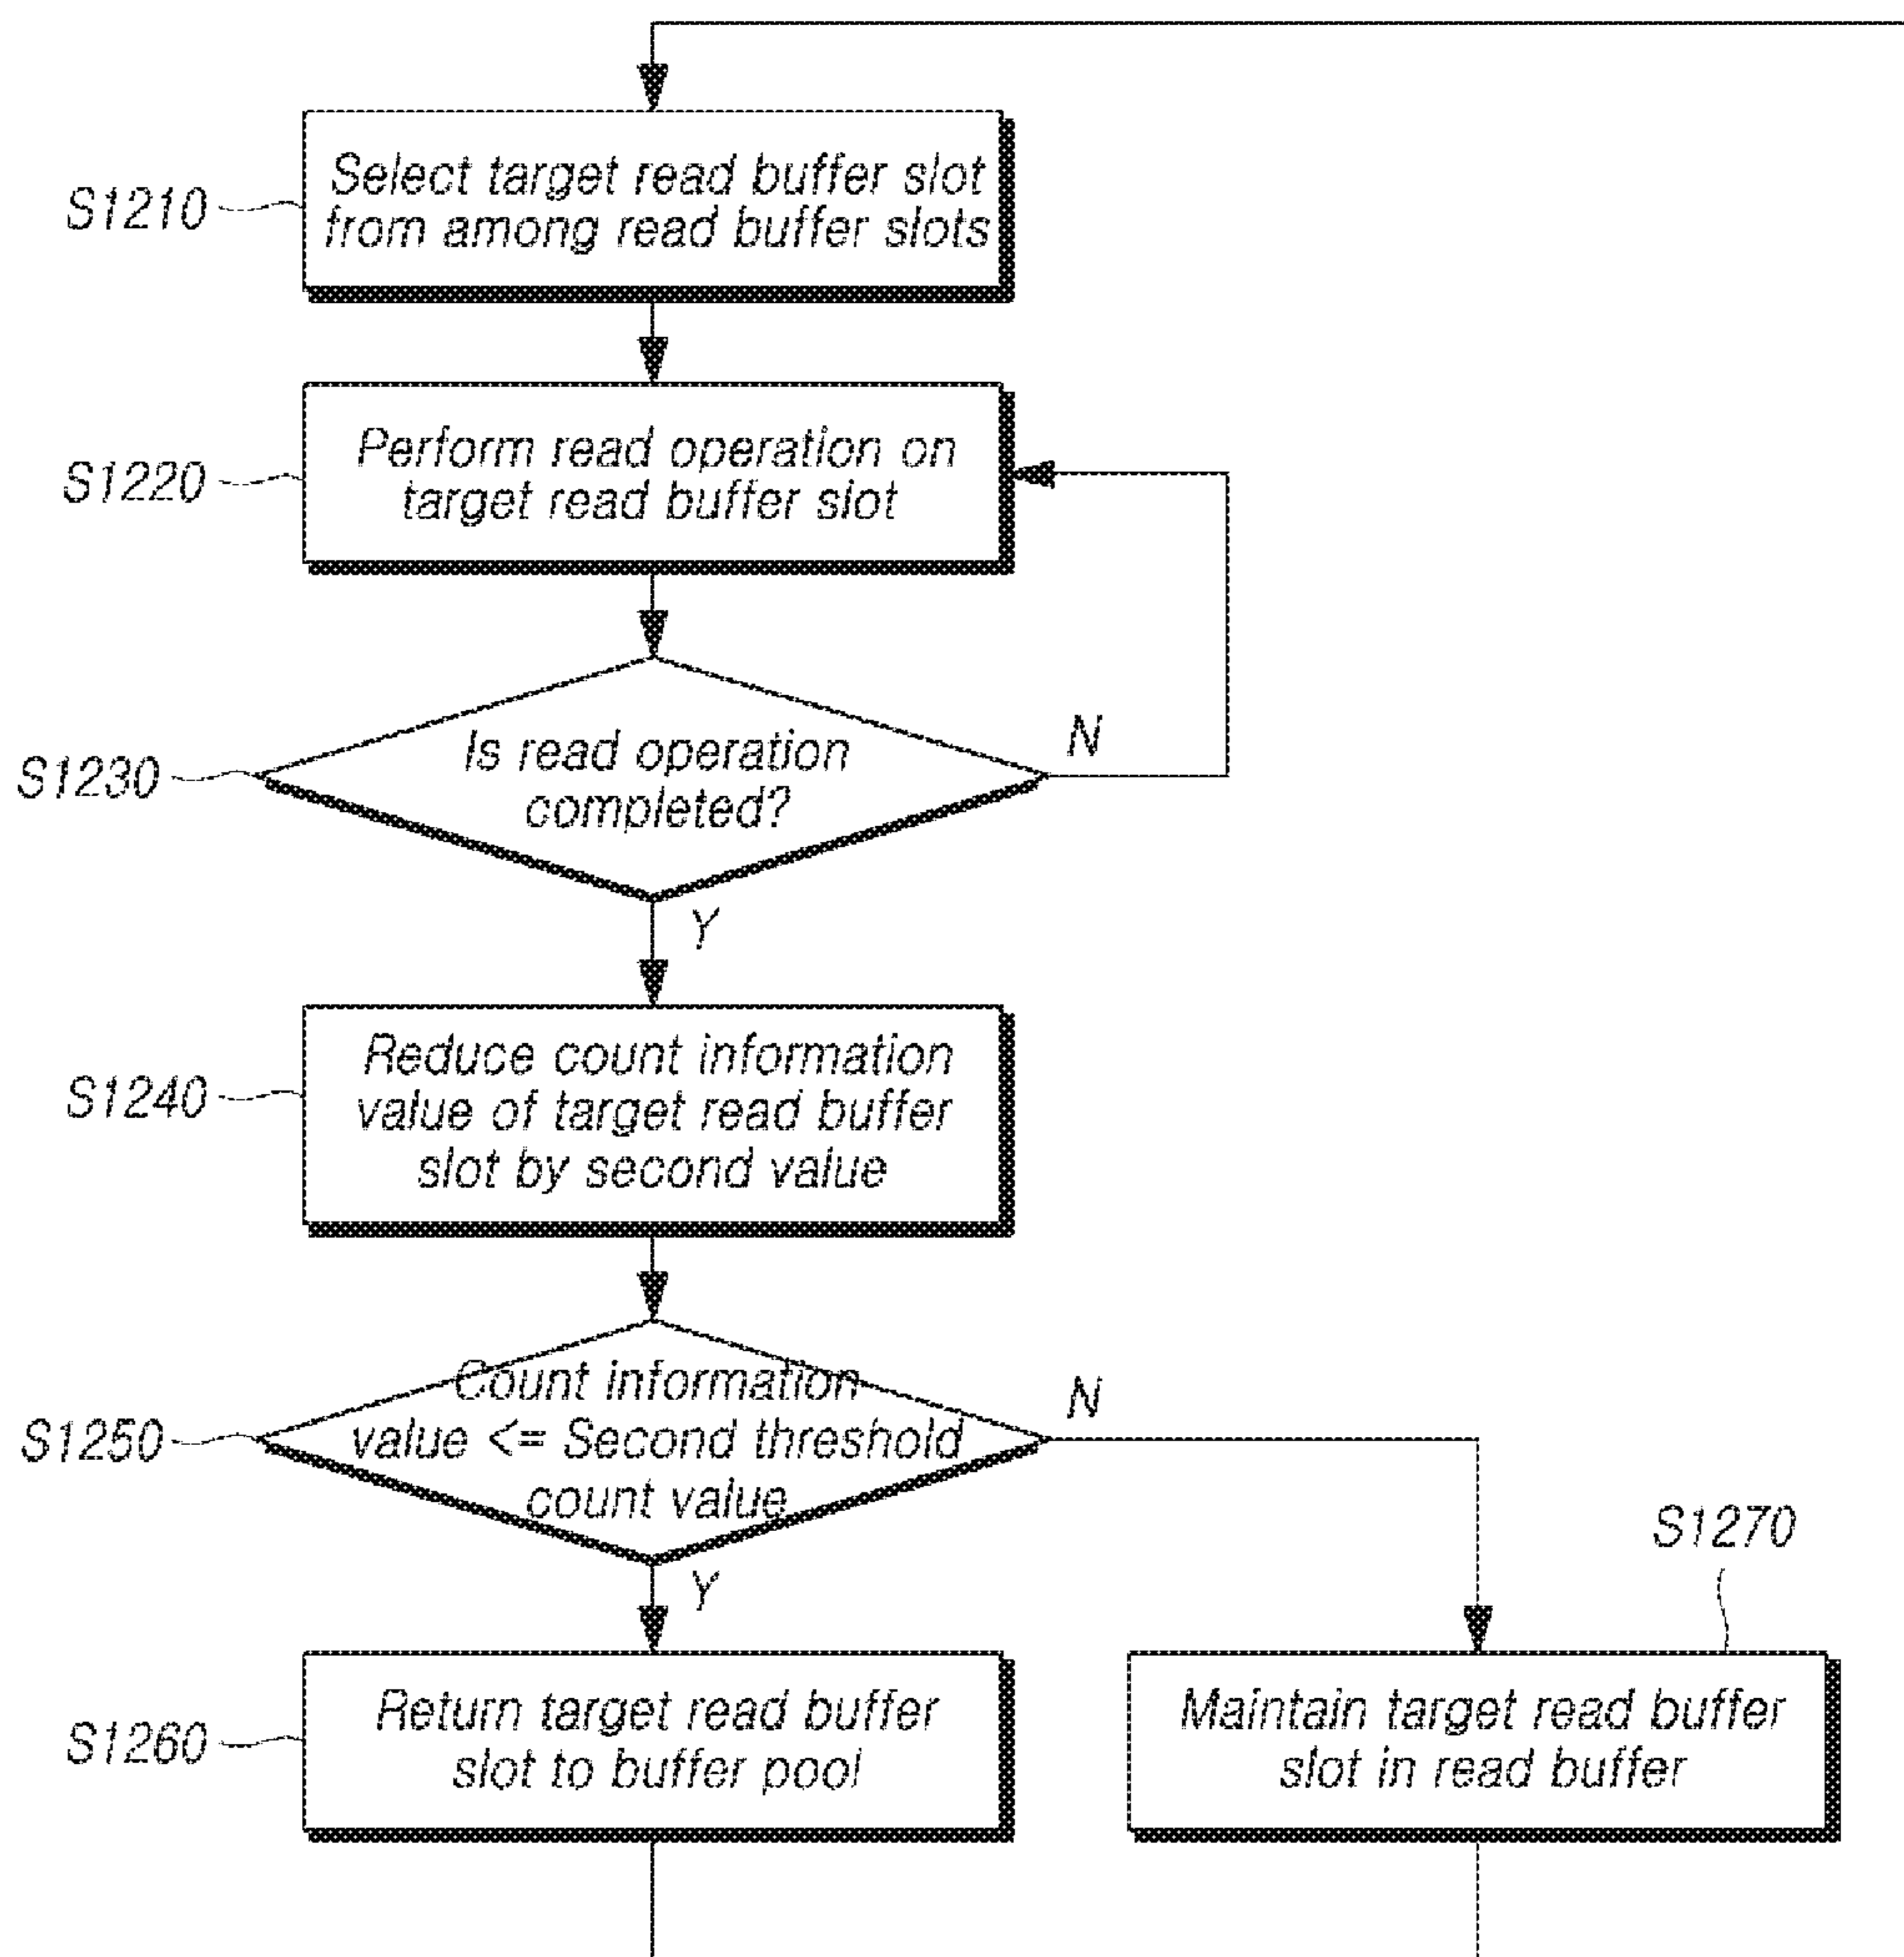 S1210
Select target read buffer slot
from among read buffer slots
S1220
Perform read operation on
target read buffer slot
S1230
Is read operation
completed?
N
Y
S1240
Reduce count information
value of target read buffer
slot by second value
S1250
Count information
value <= Second threshold
count value
N
Y
S1260
Return target read buffer
slot to buffer pool
S1270
Maintain target read buffer
slot in read buffer